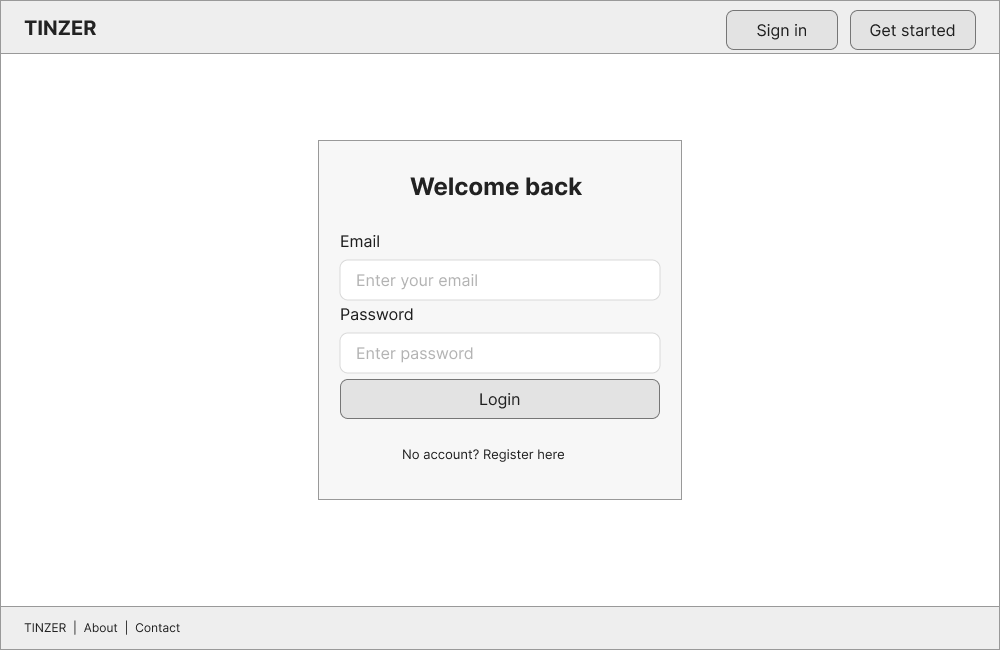 TINZER Sign in Get started
Welcome back
Email
Enter your email
Password
Enter password
Login
No account? Register here
TINZER | About | Contact